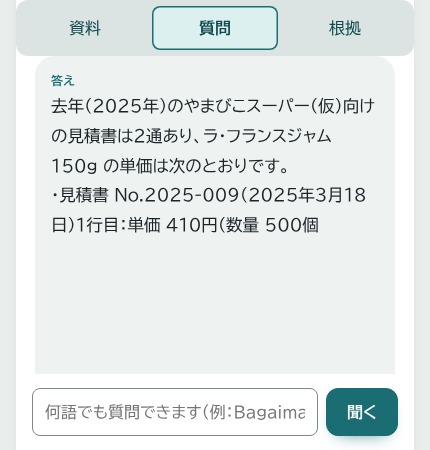 資料
質問
根拠
答え
去年(2025年)のやまびこスーパー(仮)向け
の見積書は2通あり、ラ・フランスジャム
150g の単価は次のとおりです。
・見積書 No.2025-009(2025年3月18
日)1行目:単価 410円(数量 500個
何語でも質問できます(例:Bagaima
聞く